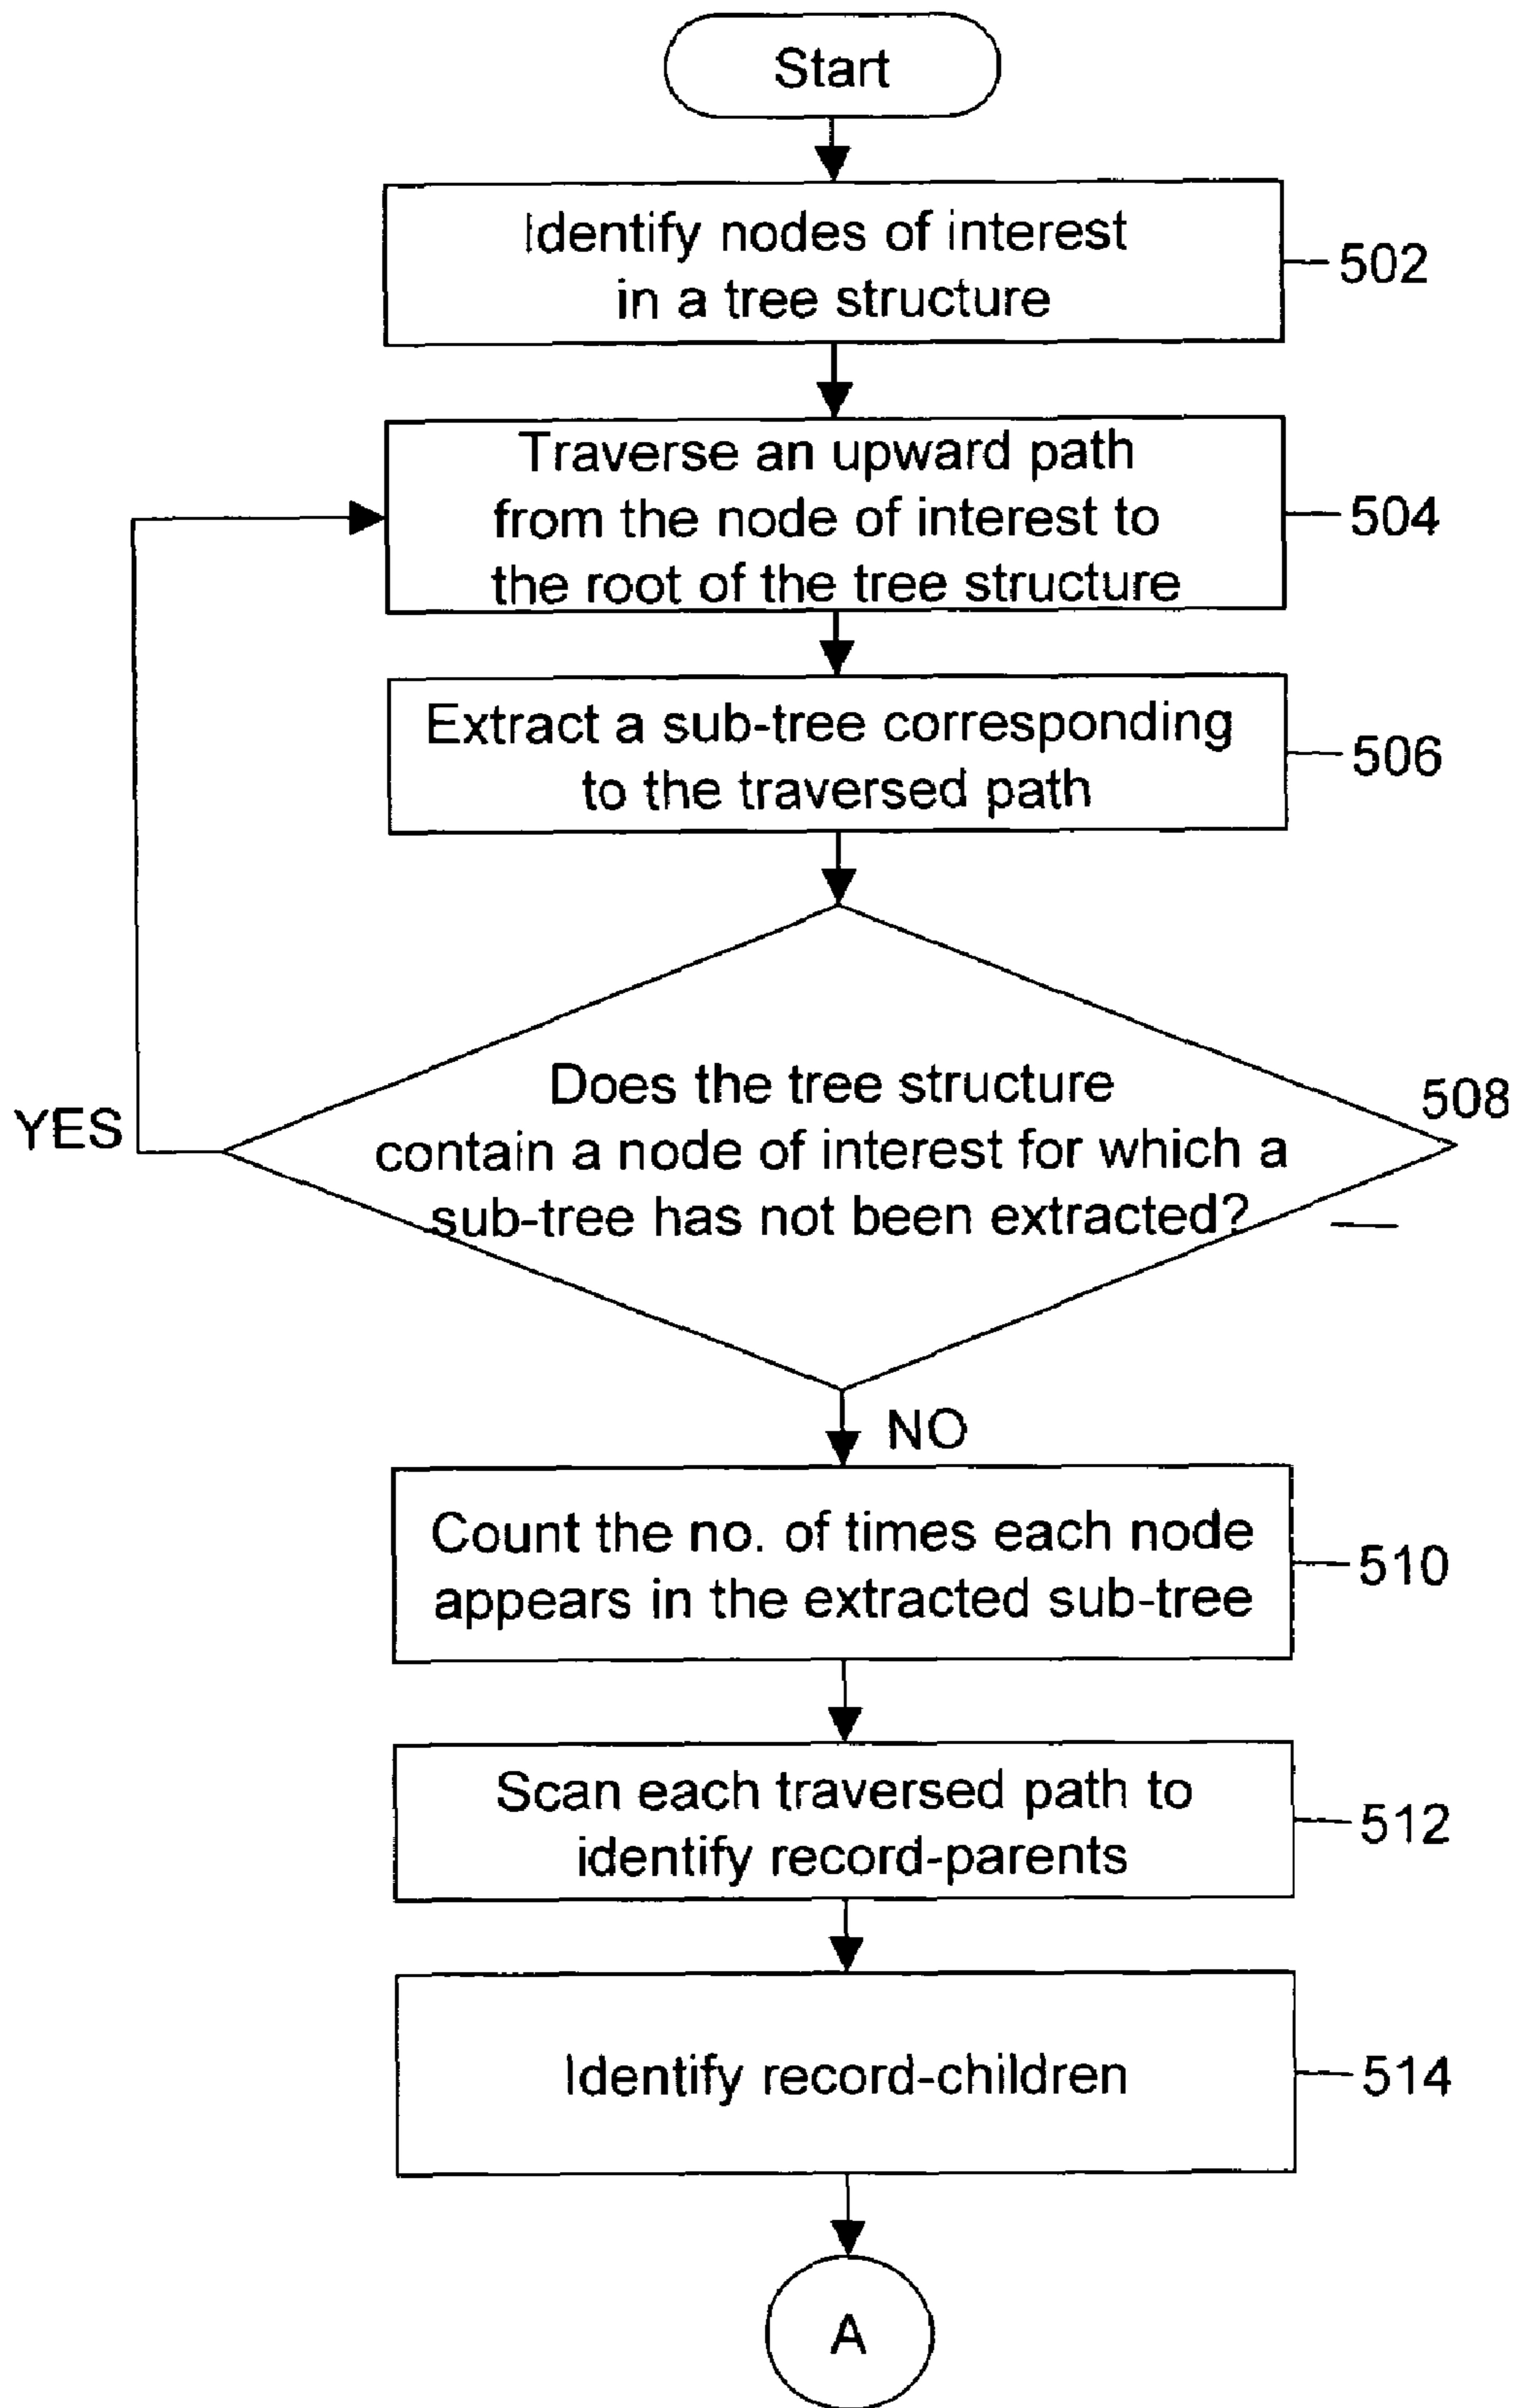 Start
Identify nodes of interest
in a tree structure
502
Traverse an upward path
from the node of interest to
the root of the tree structure
504
Extract a sub-tree corresponding
to the traversed path
506
Does the tree structure
contain a node of interest for which a
sub-tree has not been extracted?
508
YES
NO
Count the no. of times each node
appears in the extracted sub-tree
510
Scan each traversed path to
identify record-parents
512
Identify record-children
514
A